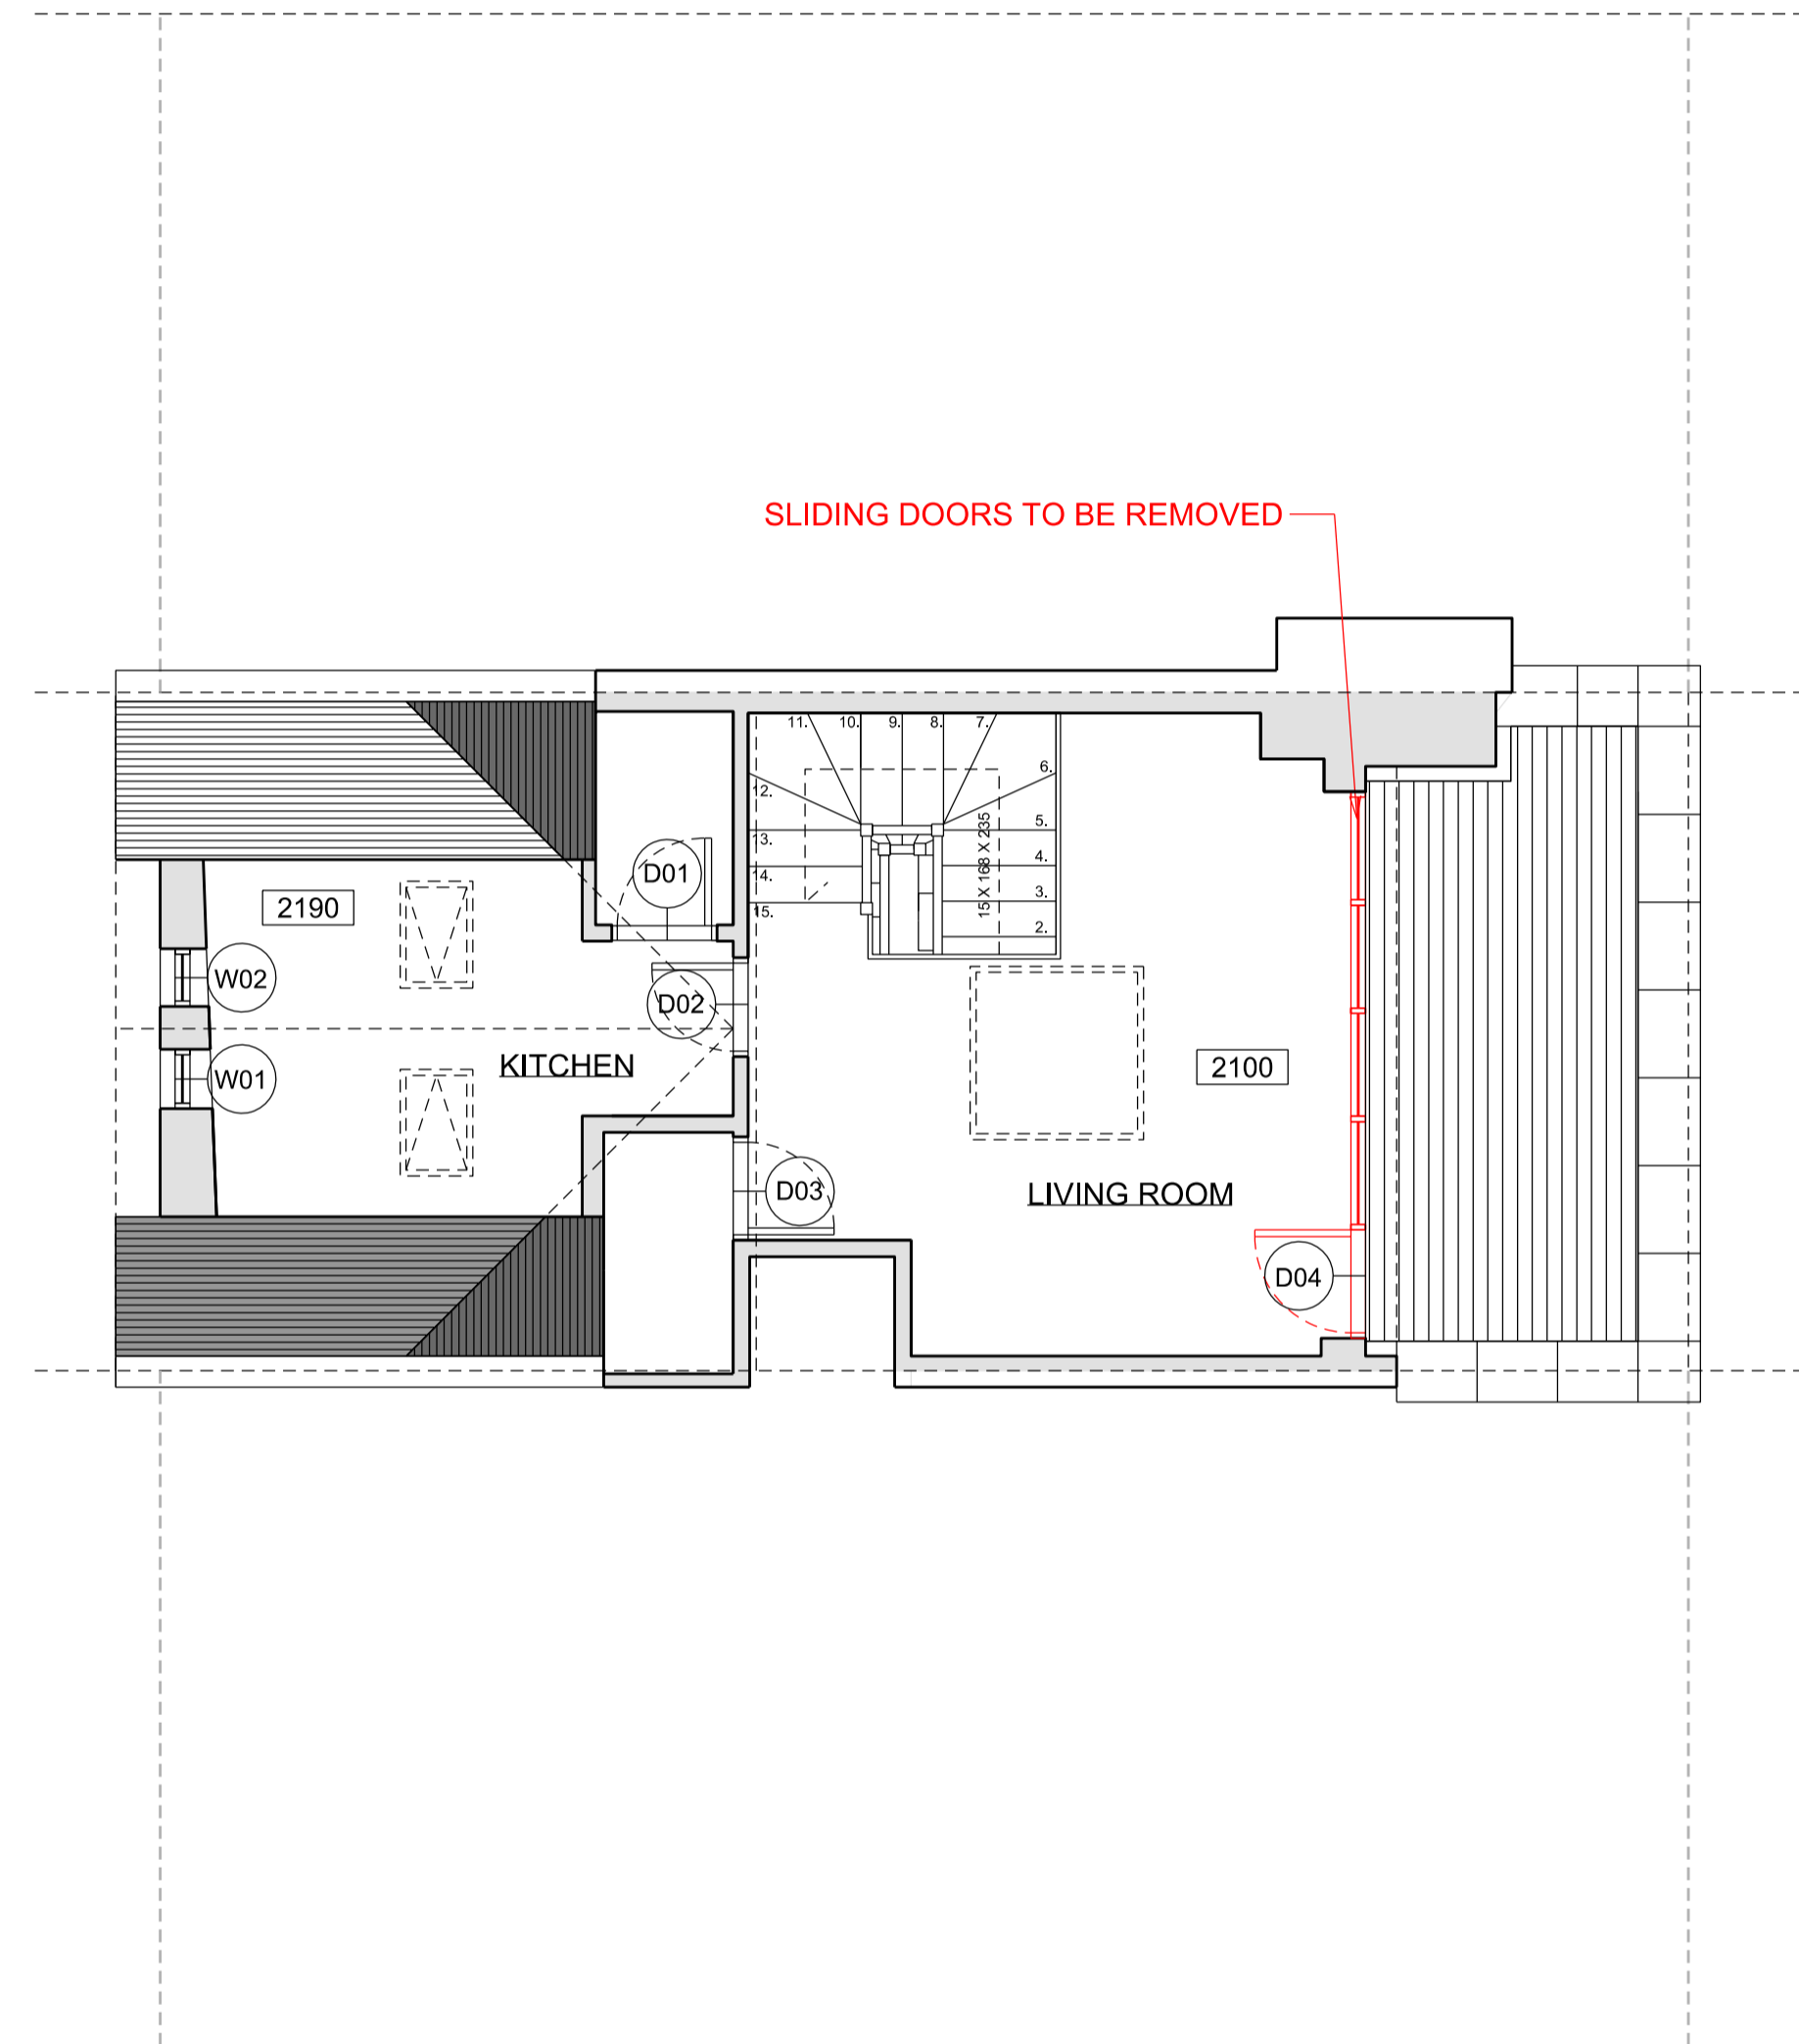 SLIDING DOORS TO BE REMOVED
11. 10. 9. 8. 7.
6.
12.
5.
13.
4.
14.
3.
15.
2.
15 X 168 X 235
D01
2190
W02
D02
KITCHEN
2100
W01
D03
LIVING ROOM
D04